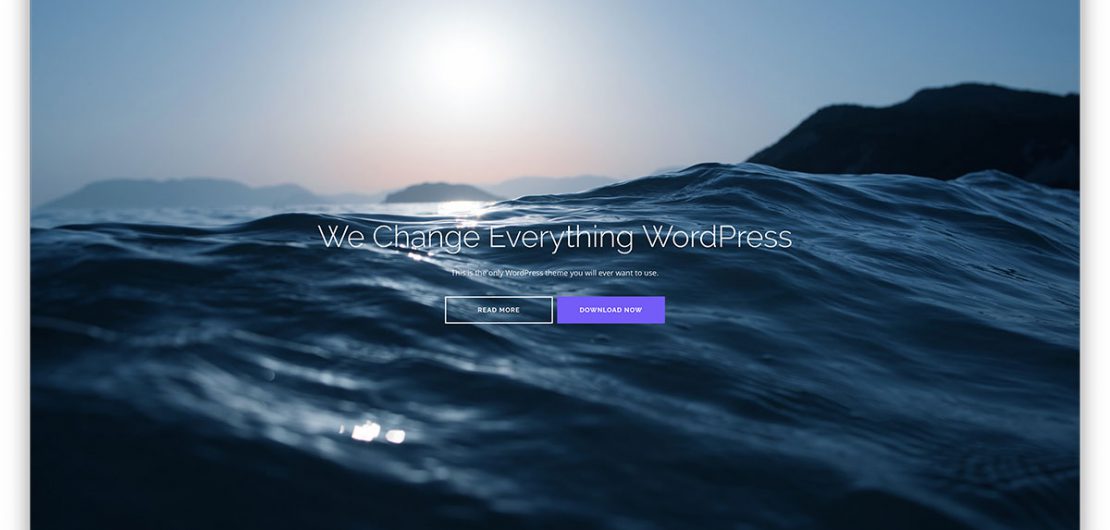 We Change Everything WordPress
This is the only WordPress theme you will ever want to use.
READ MORE
DOWNLOAD NOW